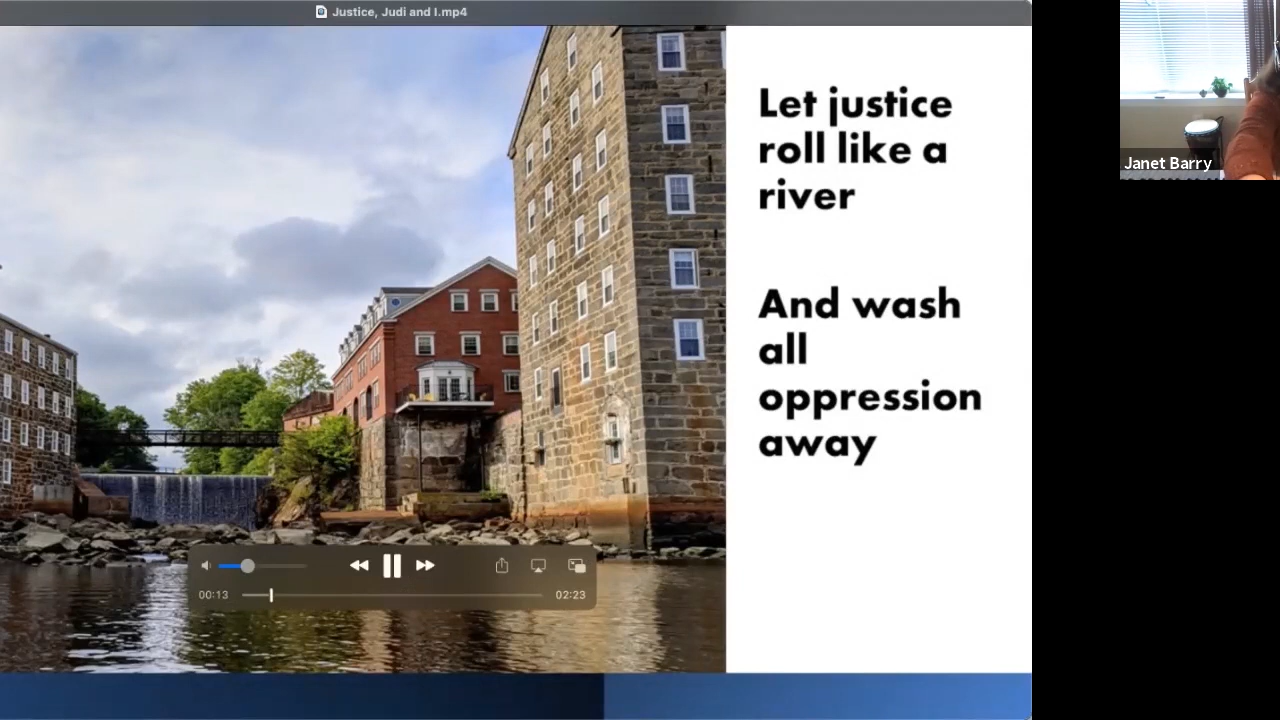 Justice, Judi and I.mp4
Let justice
roll like a
river
And wash
all
oppression
away
Janet Barry
00:13
02:23